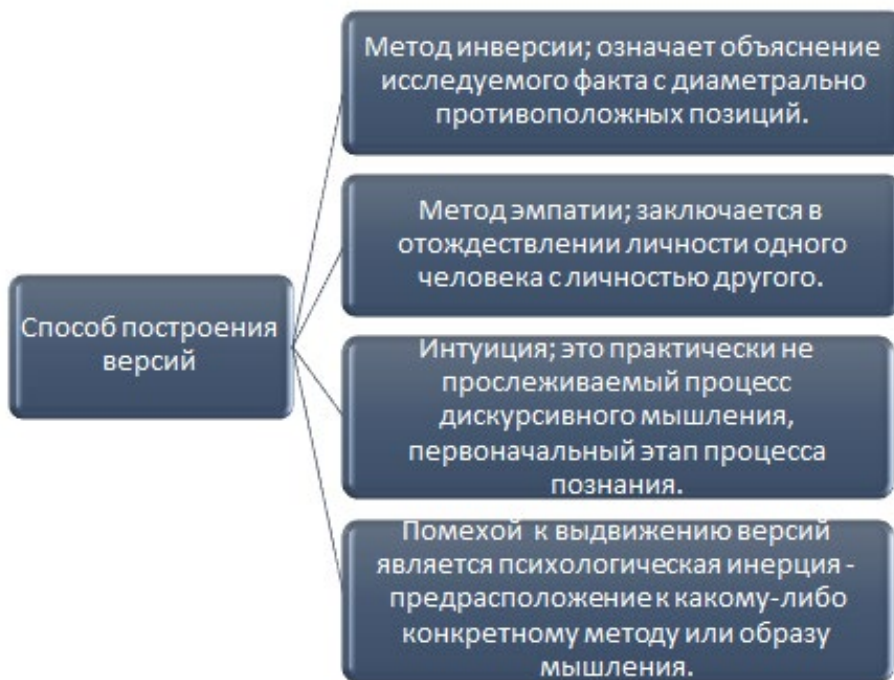 Способ построения
версий
Метод инверсии; означает объяснение
исследуемого факта с диаметрально
противоположных позиций.
Метод эмпатии; заключается в
отождествлении личности одного
человека с личностью другого.
Интуиция; это практически не
прослеживаемый процесс
дискурсивного мышления,
первоначальный этап процесса
познания.
Помехой к выдвижению версий
является психологическая инерция -
предрасположение к какому-либо
конкретному методу или образу
мышления.